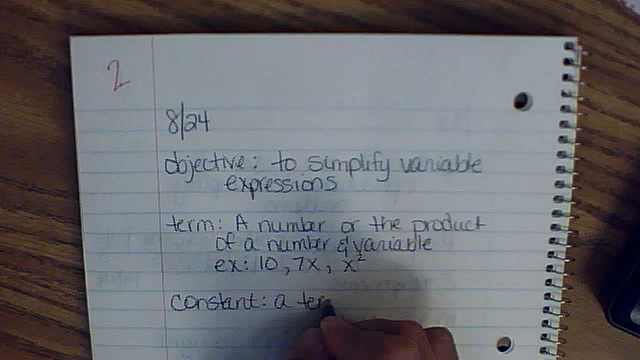 2
8/24
objective: to simplify variable
expressions
term: A number or the product
of a number & variable
ex: 10, 7x, x²
constant: a ter